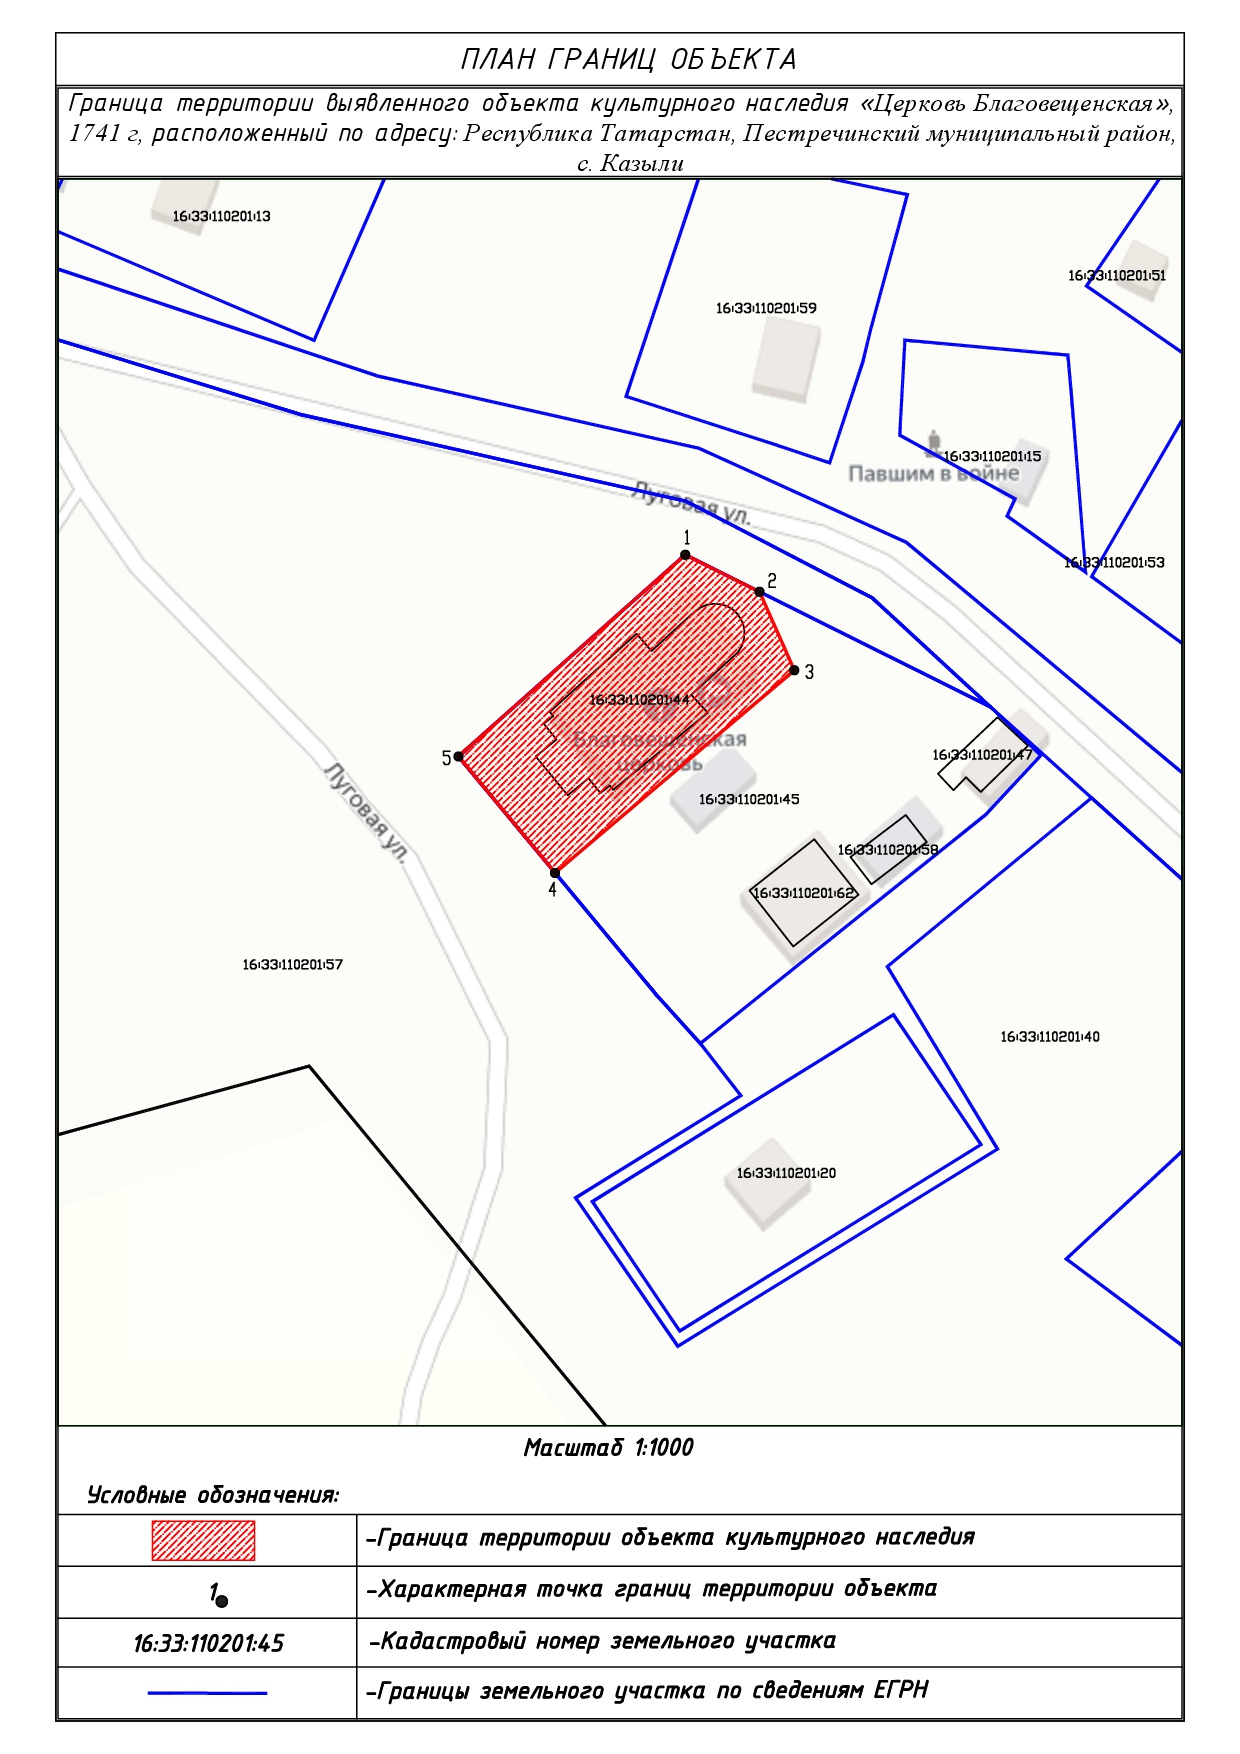 ПЛАН ГРАНИЦ ОБЪЕКТА
Граница территории выявленного объекта культурного наследия «Церковь Благовещенская»,
1741 г, расположенный по адресу: Республика Татарстан, Пестречинский муниципальный район,
с. Казыли
16:33:110201:13
16:33:110201:51
16:33:110201:59
16:33:110201:15
Павшим в войне
Луговая ул.
1
16:33:110201:53
2
3
16:33:110201:44
Благовещенская
церковь
5
16:33:110201:47
Луговая ул.
16:33:110201:45
16:33:110201:58
4
16:33:110201:62
16:33:110201:57
16:33:110201:40
16:33:110201:20
Масштаб 1:1000
Условные обозначения:
-Граница территории объекта культурного наследия
1
-Характерная точка границ территории объекта
16:33:110201:45
-Кадастровый номер земельного участка
-Границы земельного участка по сведениям ЕГРН